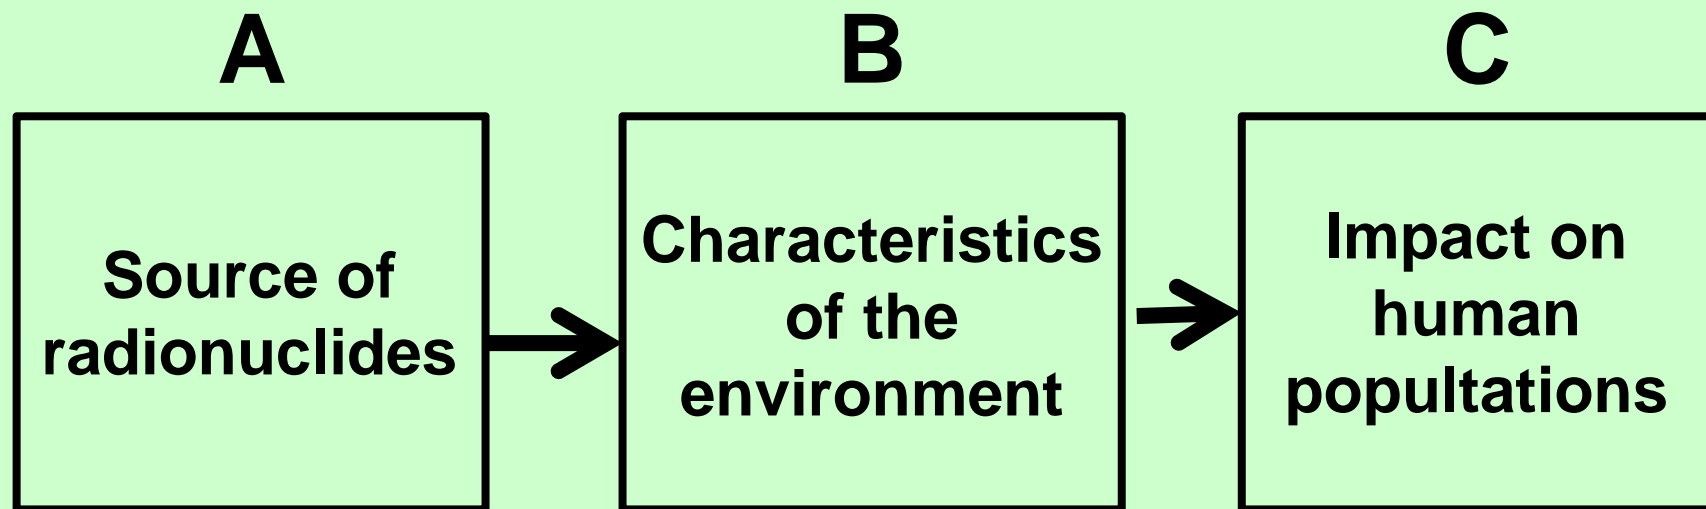 A
B
C
Source of
radionuclides
Characteristics
of the
environment
Impact on
human
popultations